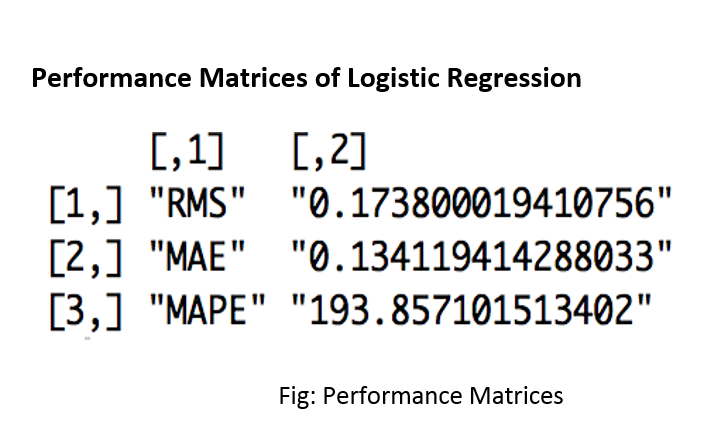 Performance Matrices of Logistic Regression
[,1] [,2]
[1,] "RMS" "0.173800019410756"
[2,] "MAE" "0.134119414288033"
[3,] "MAPE" "193.857101513402"
Fig: Performance Matrices